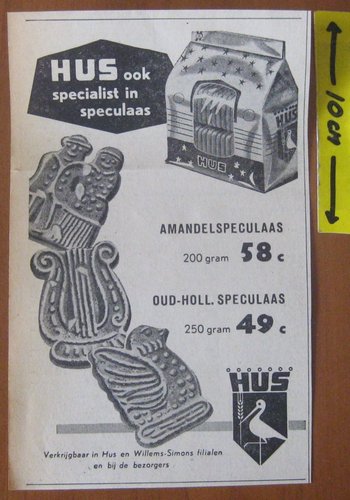 HUS ook
specialist in
speculaas
HUS
AMANDELSPECULAAS
200 gram 58 c
OUD-HOLL. SPECULAAS
250 gram 49 c
HUS
Verkrijgbaar in Hus en Willems-Simons filialen
en bij de bezorgers
10 cm